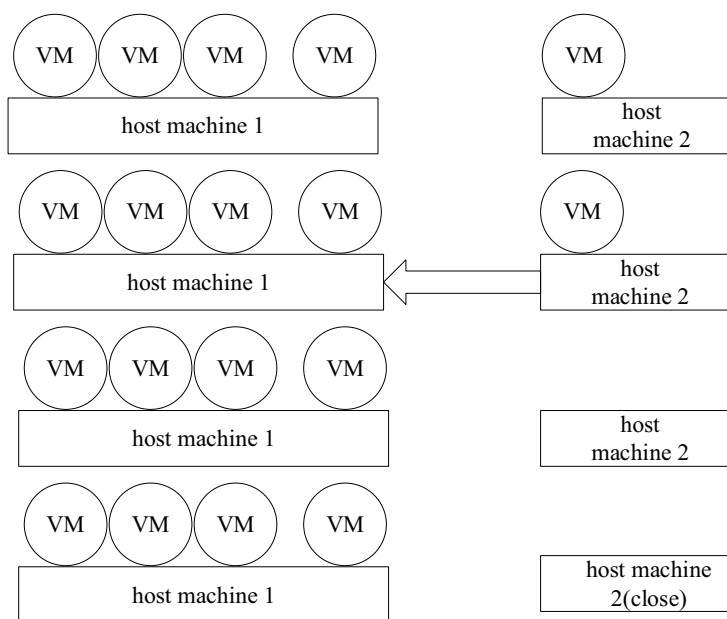 VM VM VM VM VM
host machine 1
host
machine 2
VM VM VM VM VM
host machine 1
host
machine 2
VM VM VM VM
host machine 1
host
machine 2
VM VM VM VM
host machine 1
host machine
2(close)